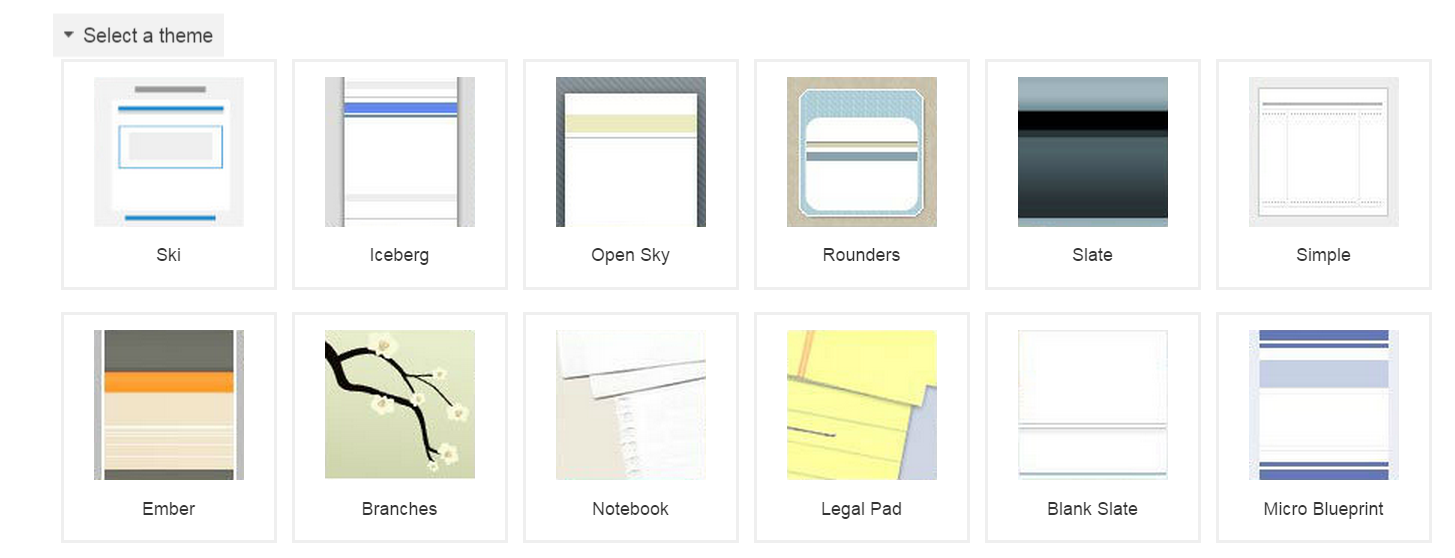 Select a theme
Ski
Iceberg
Open Sky
Rounders
Slate
Simple
Ember
Branches
Notebook
Legal Pad
Blank Slate
Micro Blueprint